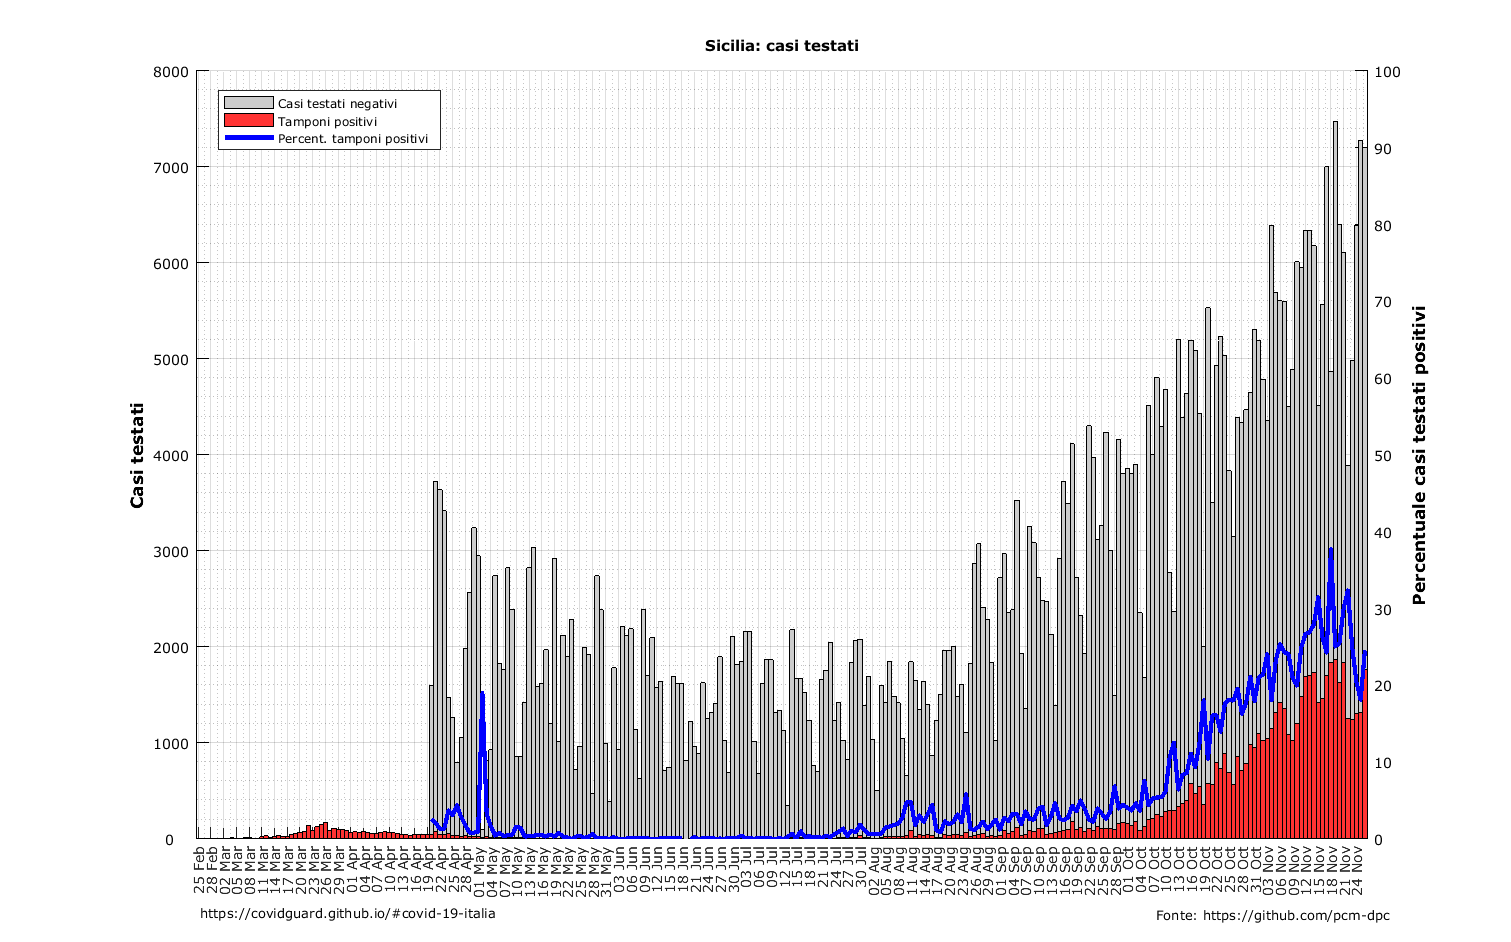 Sicilia: casi testati
8000
7000
6000
5000
4000
3000
2000
1000
0
Casi testati
Casi testati negativi
Tamponi positivi
Percent. tamponi positivi
100
90
80
70
60
50
40
30
20
10
0
Percentuale casi testati positivi
25 Feb
28 Feb
02 Mar
05 Mar
08 Mar
11 Mar
14 Mar
17 Mar
20 Mar
23 Mar
26 Mar
29 Mar
01 Apr
04 Apr
07 Apr
10 Apr
13 Apr
16 Apr
19 Apr
22 Apr
25 Apr
28 Apr
01 May
04 May
07 May
10 May
13 May
16 May
19 May
22 May
25 May
28 May
31 May
03 Jun
06 Jun
09 Jun
12 Jun
15 Jun
18 Jun
21 Jun
24 Jun
27 Jun
30 Jun
03 Jul
06 Jul
09 Jul
12 Jul
15 Jul
18 Jul
21 Jul
24 Jul
27 Jul
30 Jul
02 Aug
05 Aug
08 Aug
11 Aug
14 Aug
17 Aug
20 Aug
23 Aug
26 Aug
29 Aug
01 Sep
04 Sep
07 Sep
10 Sep
13 Sep
16 Sep
19 Sep
22 Sep
25 Sep
28 Sep
01 Oct
04 Oct
07 Oct
10 Oct
13 Oct
16 Oct
19 Oct
22 Oct
25 Oct
28 Oct
31 Oct
03 Nov
06 Nov
09 Nov
12 Nov
15 Nov
18 Nov
21 Nov
24 Nov
https://covidguard.github.io/#covid-19-italia
Fonte: https://github.com/pcm-dpc